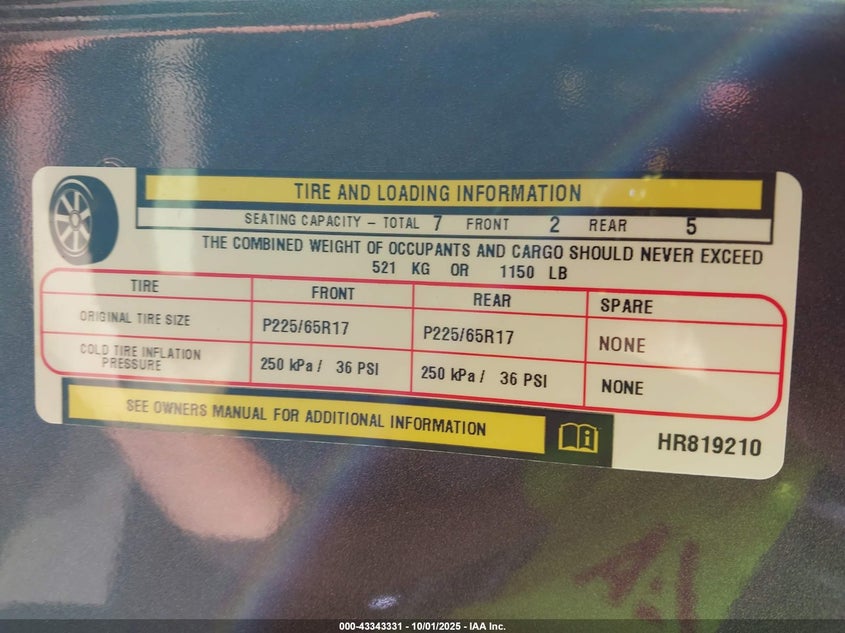 TIRE AND LOADING INFORMATION
SEATING CAPACITY – TOTAL 7 FRONT 2 REAR 5
THE COMBINED WEIGHT OF OCCUPANTS AND CARGO SHOULD NEVER EXCEED
521 KG OR 1150 LB
TIRE FRONT REAR SPARE
ORIGINAL TIRE SIZE P225/65R17 P225/65R17 NONE
COLD TIRE INFLATION
PRESSURE 250 kPa / 36 PSI 250 kPa / 36 PSI NONE
SEE OWNERS MANUAL FOR ADDITIONAL INFORMATION
HR819210
000-43343331 - 10/01/2025 - IAA Inc.